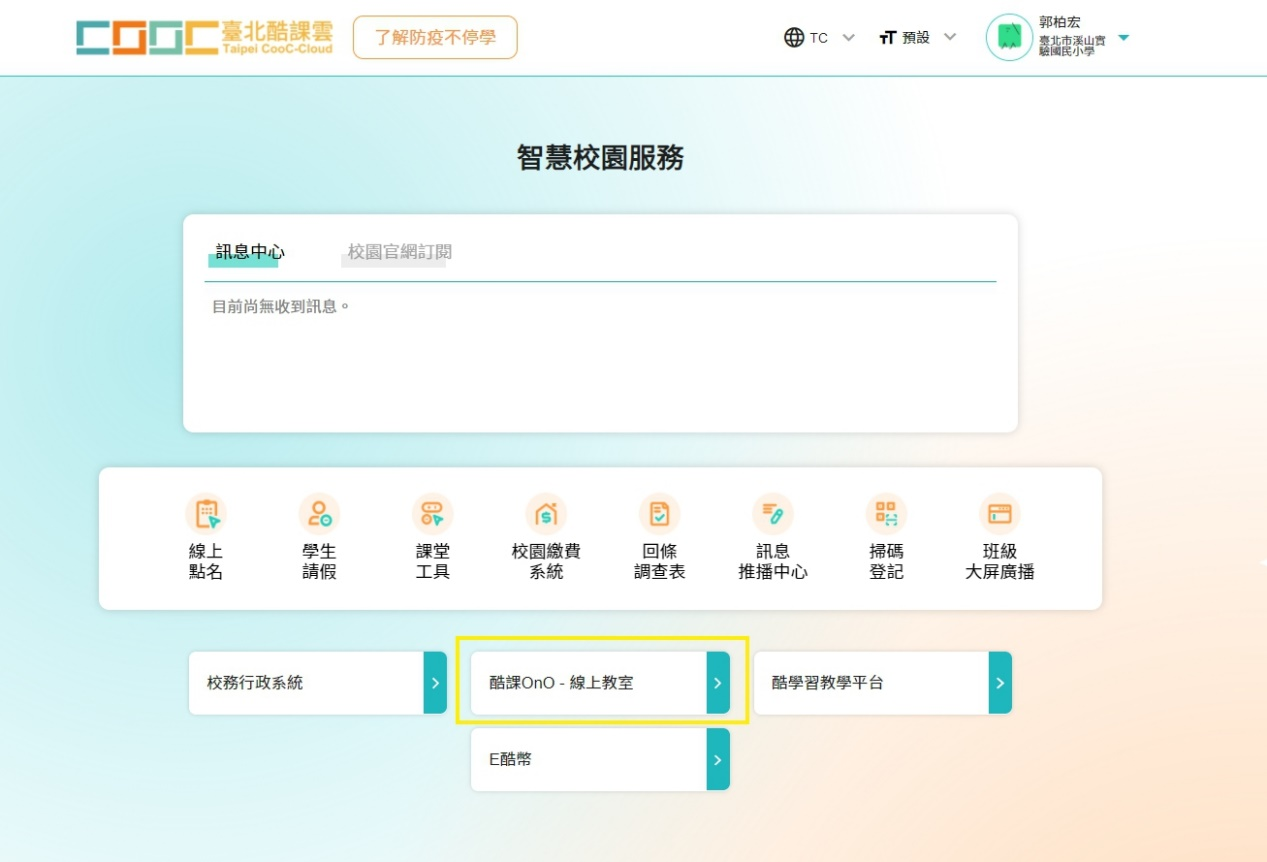 COOC 臺北酷課雲
Taipei CooC-Cloud
了解防疫不停學
TC
預設
郭柏宏
臺北市溪山實
驗國民小學
智慧校園服務
訊息中心
校園官網訂閱
目前尚無收到訊息。
線上
點名
學生
請假
課堂
工具
校園繳費
系統
回條
調查表
訊息
推播中心
掃碼
登記
班級
大屏廣播
校務行政系統
酷課OnO - 線上教室
酷學習教學平台
E酷幣